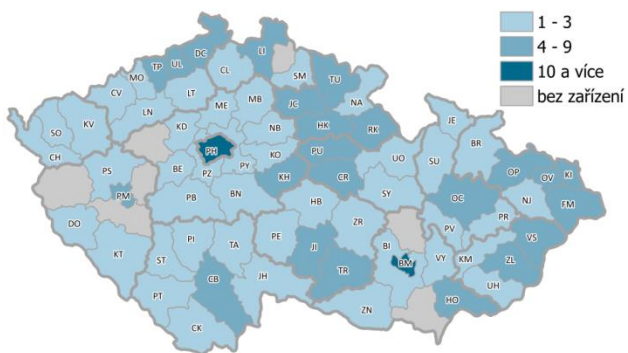 1 - 3
4 - 9
10 a více
bez zařízení
DC
LI
TP
UL
MO
CL
SM
TU
CV
LT
JC
NA
LN
ME
MB
JE
SO
KV
KD
NB
HK
RK
BR
PH
CH
KO
PU
SU
BE
PZ
PY
UO
OP
OV
KI
PS
KH
CR
PM
PB
BN
SY
OC
NJ
FM
DO
HB
PR
ZR
PV
KT
PI
TA
PE
JI
BI
VS
ST
BM
VY
KM
ZL
CB
JH
TR
UH
PT
ZN
HO
CK